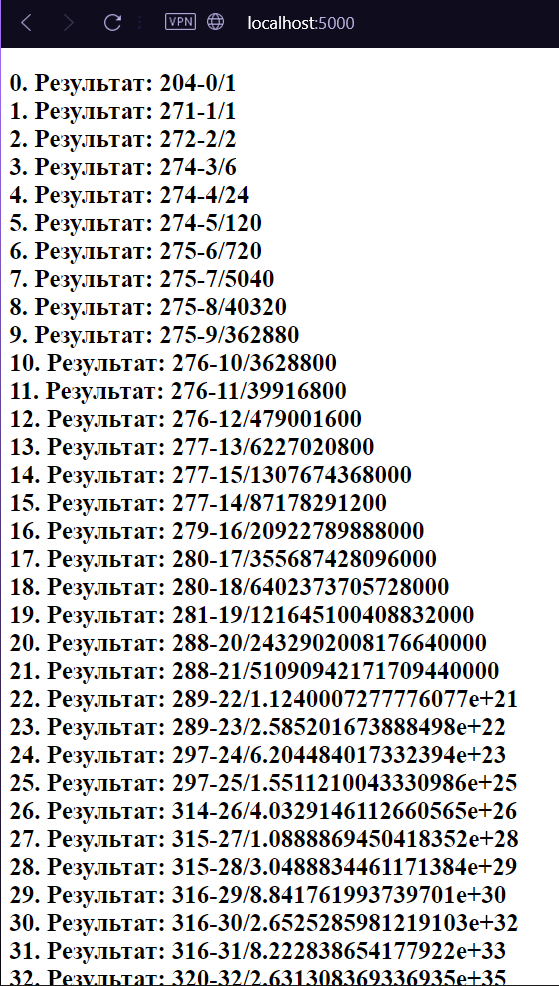 VPN localhost:5000
0. Результат: 204-0/1
1. Результат: 271-1/1
2. Результат: 272-2/2
3. Результат: 274-3/6
4. Результат: 274-4/24
5. Результат: 274-5/120
6. Результат: 275-6/720
7. Результат: 275-7/5040
8. Результат: 275-8/40320
9. Результат: 275-9/362880
10. Результат: 276-10/3628800
11. Результат: 276-11/39916800
12. Результат: 276-12/479001600
13. Результат: 277-13/6227020800
14. Результат: 277-15/1307674368000
15. Результат: 277-14/87178291200
16. Результат: 279-16/20922789888000
17. Результат: 280-17/355687428096000
18. Результат: 280-18/6402373705728000
19. Результат: 281-19/121645100408832000
20. Результат: 288-20/2432902008176640000
21. Результат: 288-21/51090942171709440000
22. Результат: 289-22/1.1240007277776077e+21
23. Результат: 289-23/2.585201673888498e+22
24. Результат: 297-24/6.204484017332394e+23
25. Результат: 297-25/1.5511210043330986e+25
26. Результат: 314-26/4.0329146112660565e+26
27. Результат: 315-27/1.0888869450418352e+28
28. Результат: 315-28/3.0488834461171384e+29
29. Результат: 316-29/8.841761993739701e+30
30. Результат: 316-30/2.6525285981219103e+32
31. Результат: 316-31/8.222838654177922e+33
32. Результат: 320-32/2.631308369336935e+35